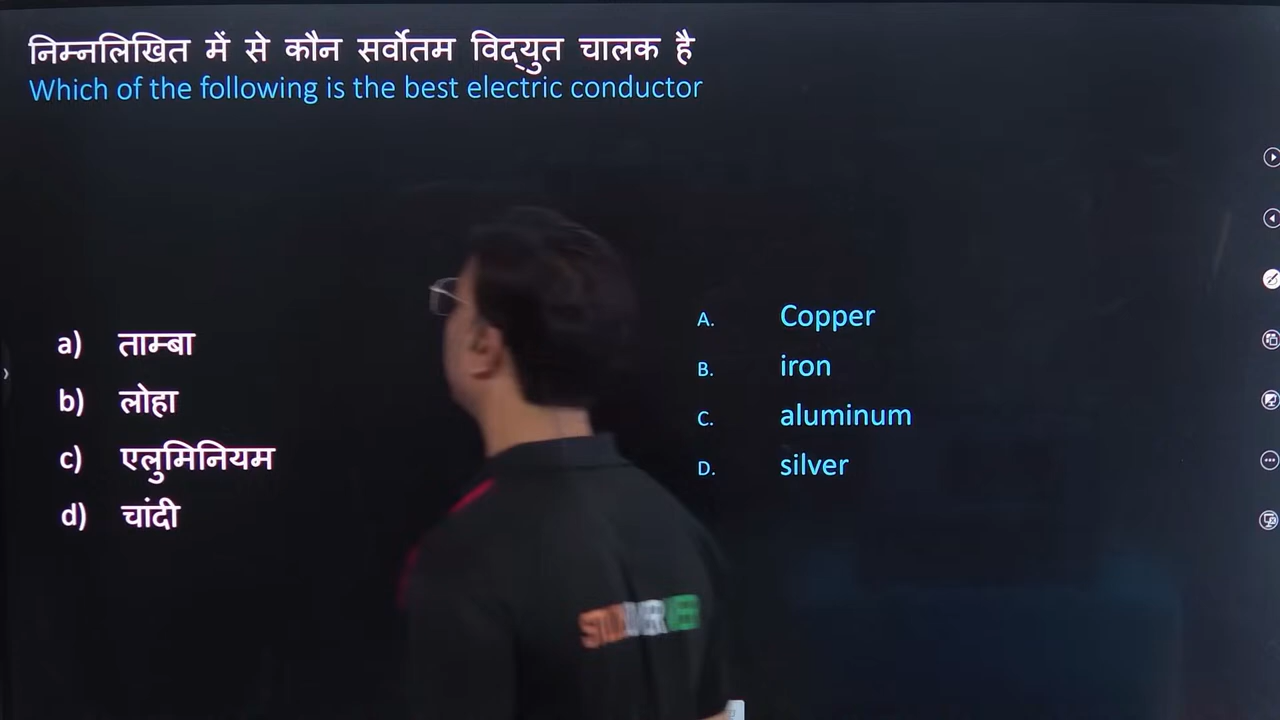 निम्नलिखित में से कौन सर्वोतम विद्युत चालक है
Which of the following is the best electric conductor
a) ताम्बा
b) लोहा
c) एलुमिनियम
d) चांदी
A. Copper
B. iron
C. aluminum
D. silver